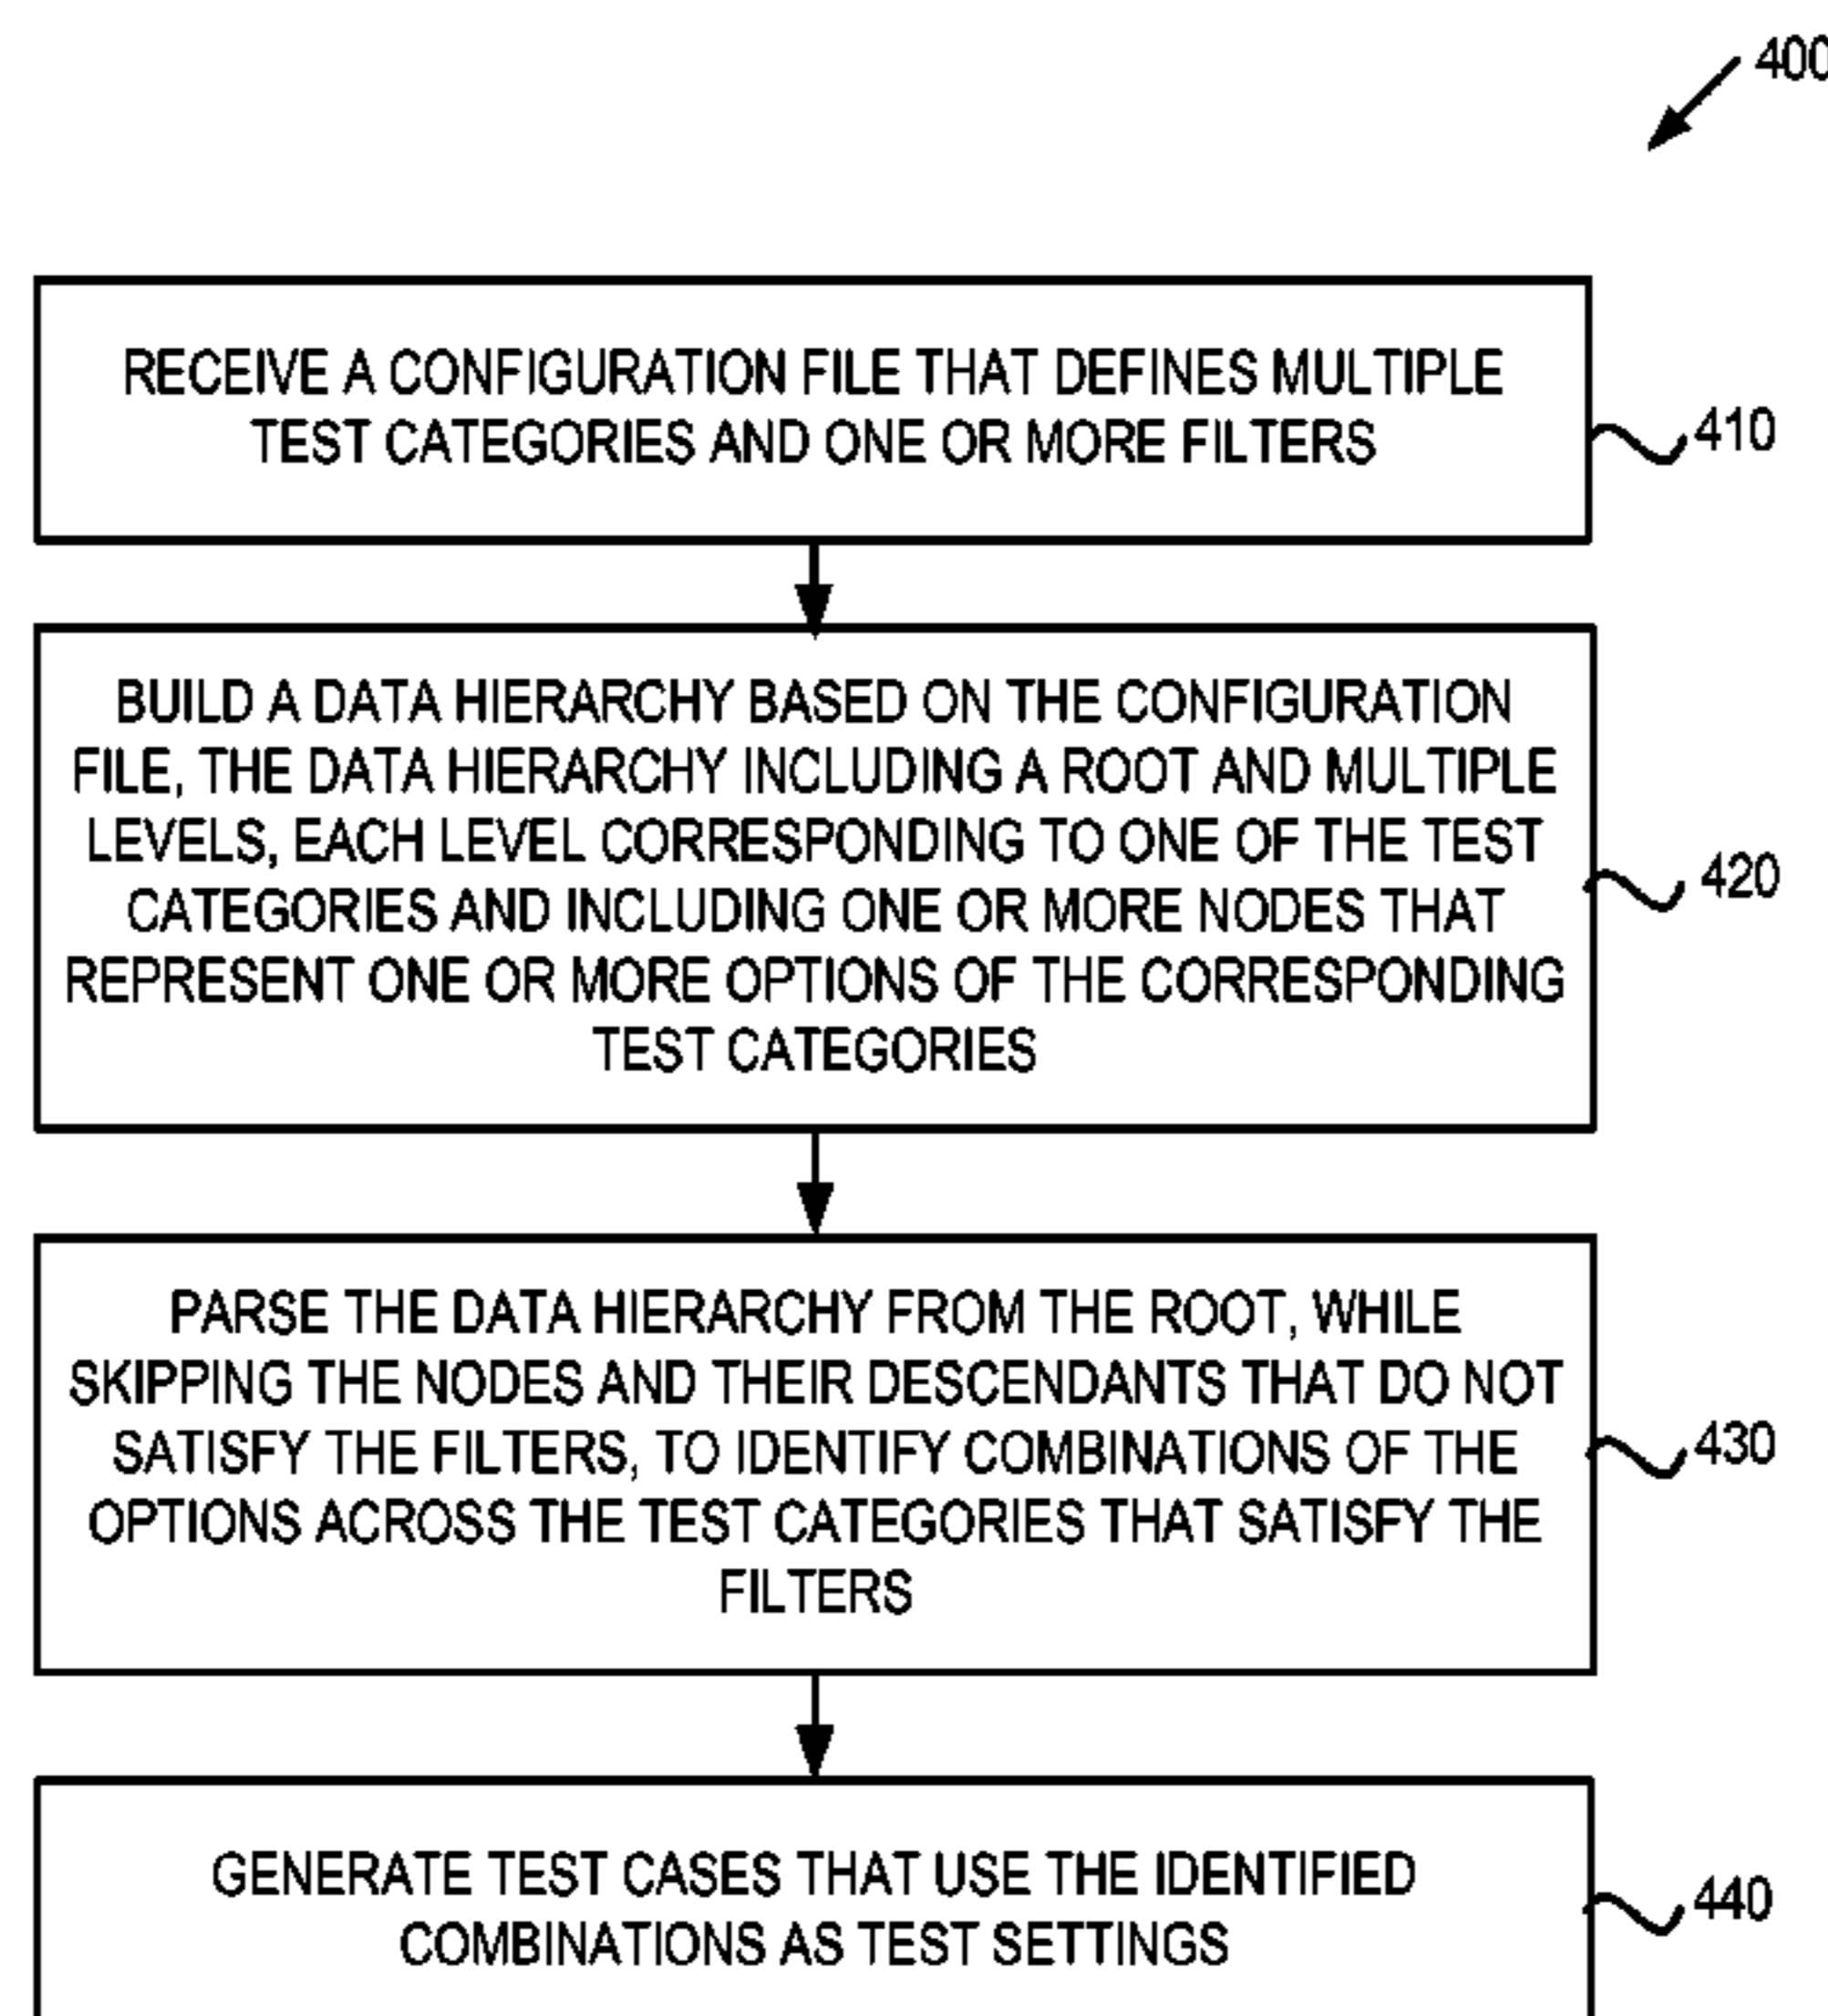 400
RECEIVE A CONFIGURATION FILE THAT DEFINES MULTIPLE
TEST CATEGORIES AND ONE OR MORE FILTERS
410
BUILD A DATA HIERARCHY BASED ON THE CONFIGURATION
FILE, THE DATA HIERARCHY INCLUDING A ROOT AND MULTIPLE
LEVELS, EACH LEVEL CORRESPONDING TO ONE OF THE TEST
CATEGORIES AND INCLUDING ONE OR MORE NODES THAT
REPRESENT ONE OR MORE OPTIONS OF THE CORRESPONDING
TEST CATEGORIES
420
PARSE THE DATA HIERARCHY FROM THE ROOT, WHILE
SKIPPING THE NODES AND THEIR DESCENDANTS THAT DO NOT
SATISFY THE FILTERS, TO IDENTIFY COMBINATIONS OF THE
OPTIONS ACROSS THE TEST CATEGORIES THAT SATISFY THE
FILTERS
430
GENERATE TEST CASES THAT USE THE IDENTIFIED
COMBINATIONS AS TEST SETTINGS
440